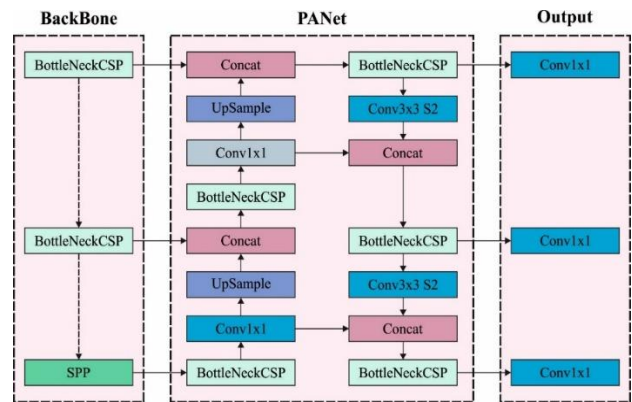 BackBone
PANet
Output
BottleNeckCSP
Concat
BottleNeckCSP
Conv1x1
UpSample
Conv3x3 S2
Conv1x1
Concat
BottleNeckCSP
BottleNeckCSP
Concat
BottleNeckCSP
Conv1x1
UpSample
Conv3x3 S2
Conv1x1
Concat
SPP
BottleNeckCSP
BottleNeckCSP
Conv1x1